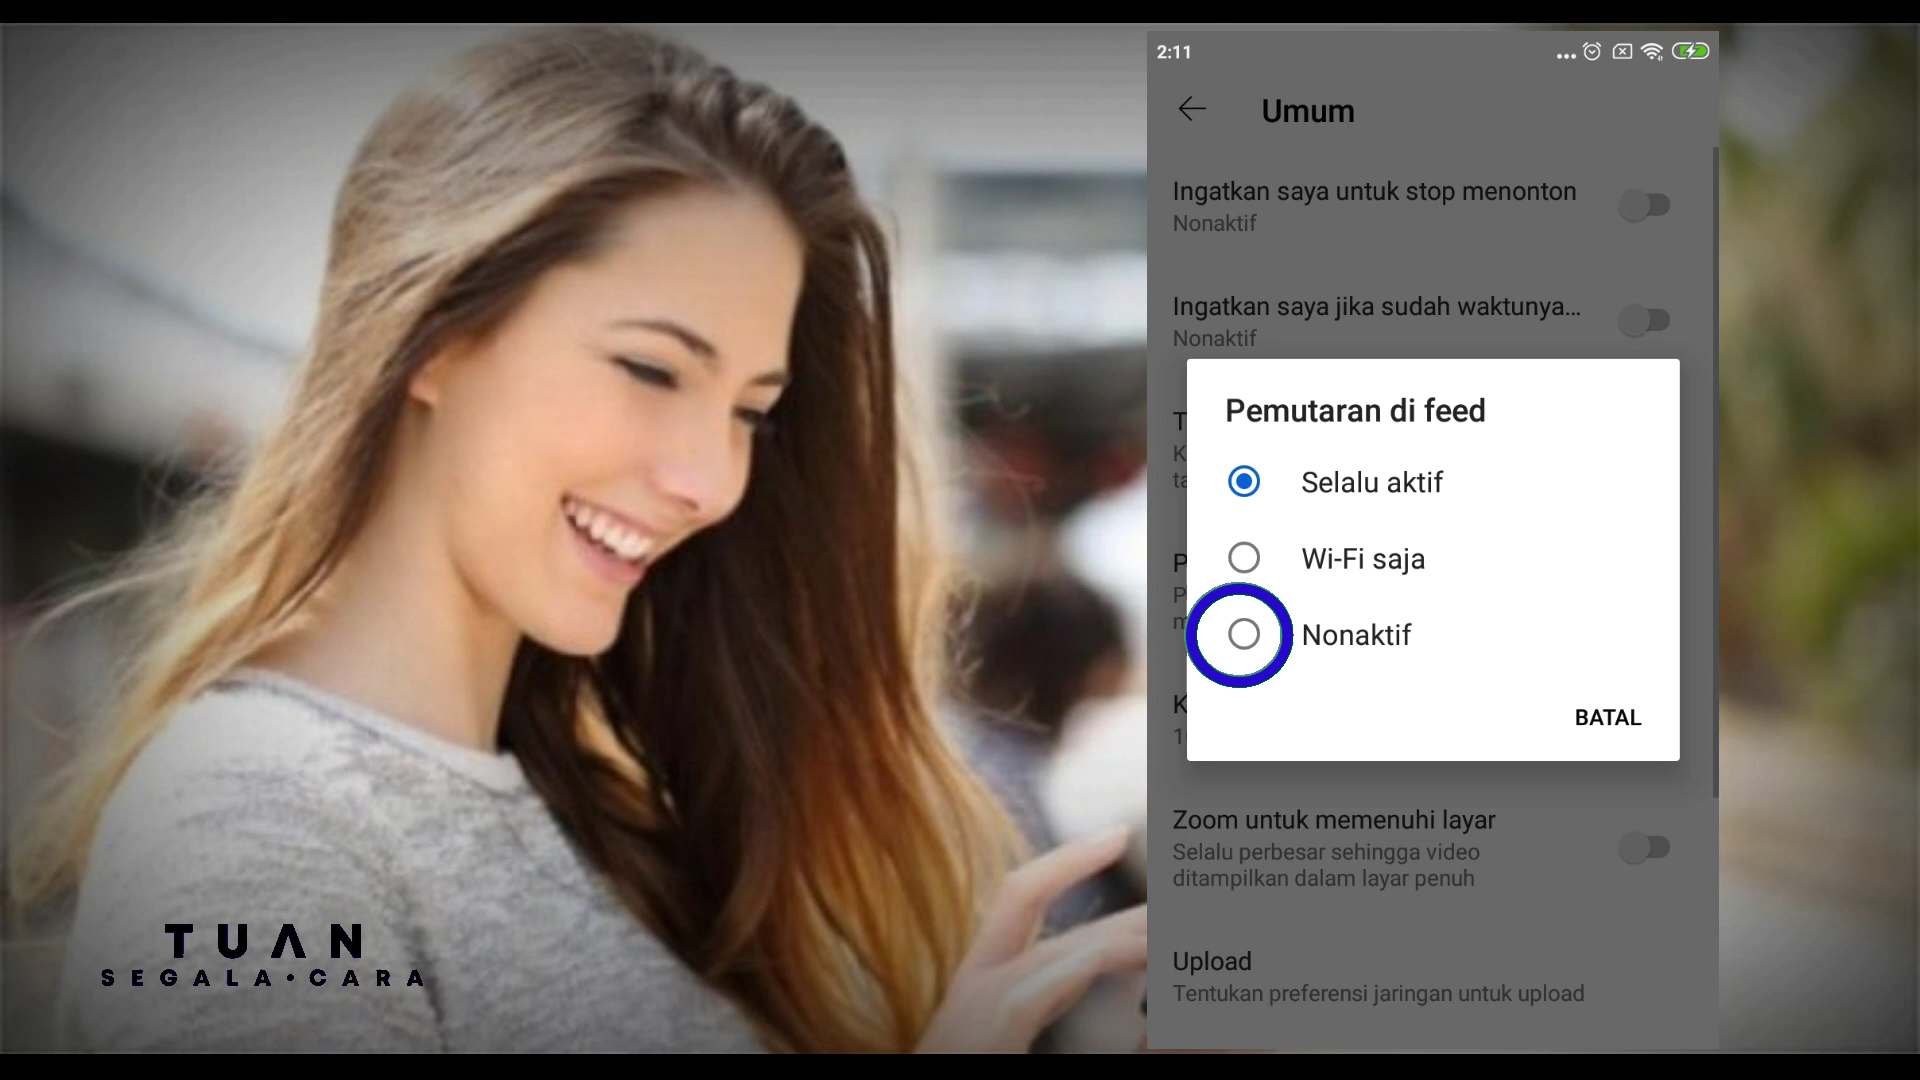 2:11
Umum
Ingatkan saya untuk stop menonton
Nonaktif
Ingatkan saya jika sudah waktunya...
Nonaktif
T
K
ta
P
P
m
K
1
Pemutaran di feed
Selalu aktif
Wi-Fi saja
Nonaktif
BATAL
Zoom untuk memenuhi layar
Selalu perbesar sehingga video
ditampilkan dalam layar penuh
Upload
Tentukan preferensi jaringan untuk upload
TUAN
SEGALA·CARA